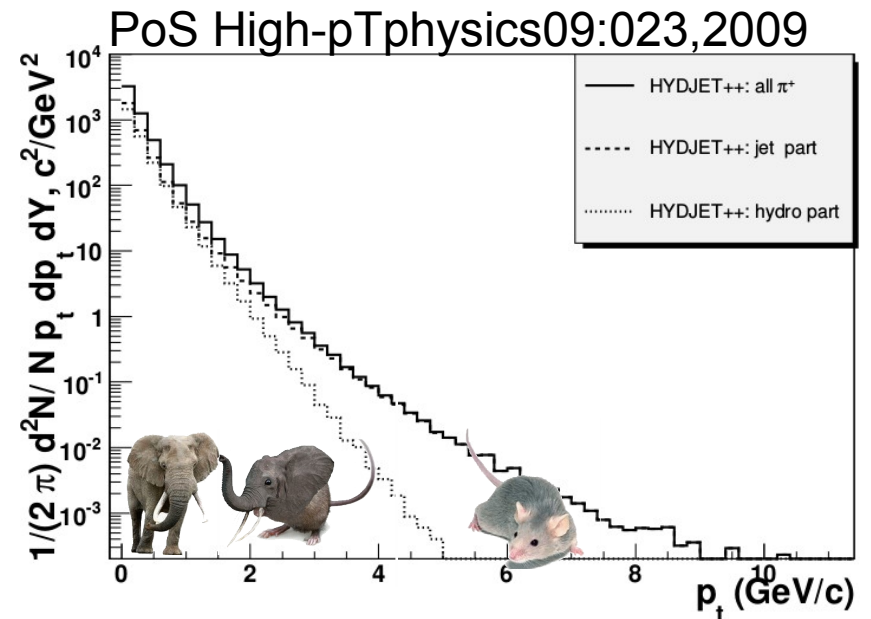 PoS High-pTphysics09:023,2009
1/(2 π) d²N/ N pₜ dpₜ dY, c²/GeV²
10⁴
10³
10²
10
1
10⁻¹
10⁻²
10⁻³
HYDJET++: all π⁺
HYDJET++: jet part
HYDJET++: hydro part
0 2 4 6 8 10
pₜ (GeV/c)